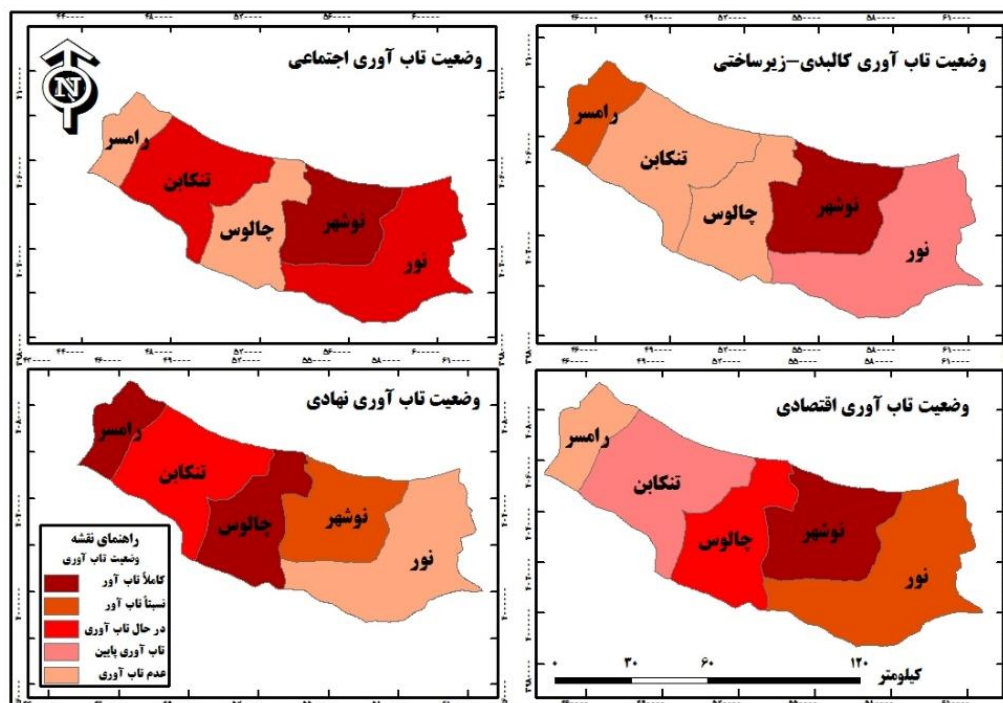 وضعیت تاب آوری اجتماعی
N
رامسر
تنکابن
چالوس
نوشهر
نور
وضعیت تاب آوری کالبدی-زیرساختی
رامسر
تنکابن
چالوس
نوشهر
نور
وضعیت تاب آوری نهادی
رامسر
تنکابن
چالوس
نوشهر
نور
راهنمای نقشه
وضعیت تاب آوری
کاملاً تاب آور
نسبتاً تاب آور
در حال تاب آوری
تاب آوری پایین
عدم تاب آوری
وضعیت تاب آوری اقتصادی
رامسر
تنکابن
چالوس
نوشهر
نور
۰ ۳۰ ۶۰ ۱۲۰
کیلومتر